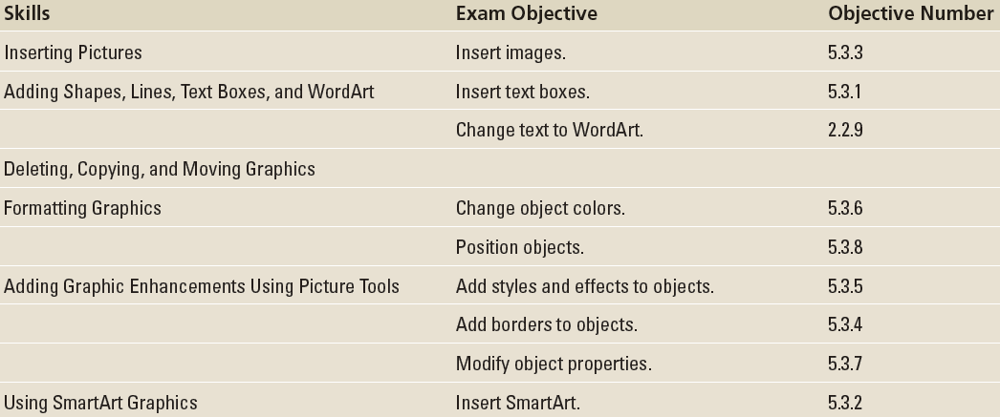 Skills Exam Objective Objective Number
Inserting Pictures Insert images. 5.3.3
Adding Shapes, Lines, Text Boxes, and WordArt Insert text boxes. 5.3.1
Change text to WordArt. 2.2.9
Deleting, Copying, and Moving Graphics
Formatting Graphics Change object colors. 5.3.6
Position objects. 5.3.8
Adding Graphic Enhancements Using Picture Tools Add styles and effects to objects. 5.3.5
Add borders to objects. 5.3.4
Modify object properties. 5.3.7
Using SmartArt Graphics Insert SmartArt. 5.3.2